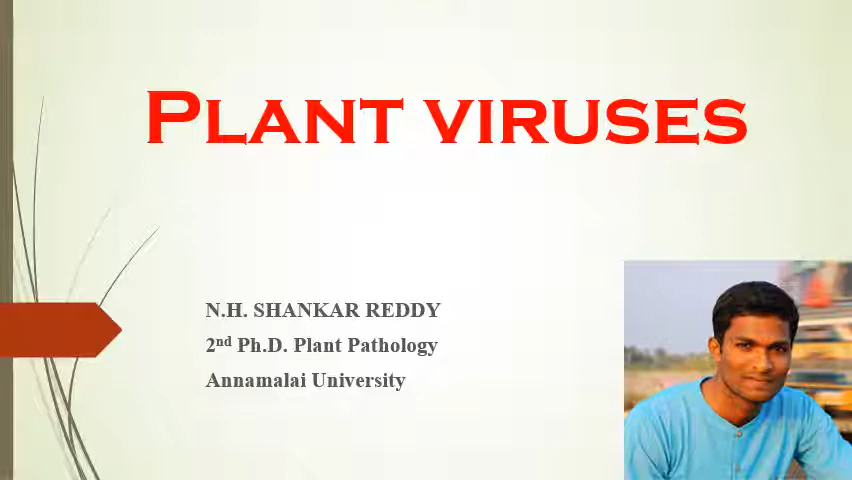 PLANT VIRUSES
N.H. SHANKAR REDDY
2nd Ph.D. Plant Pathology
Annamalai University